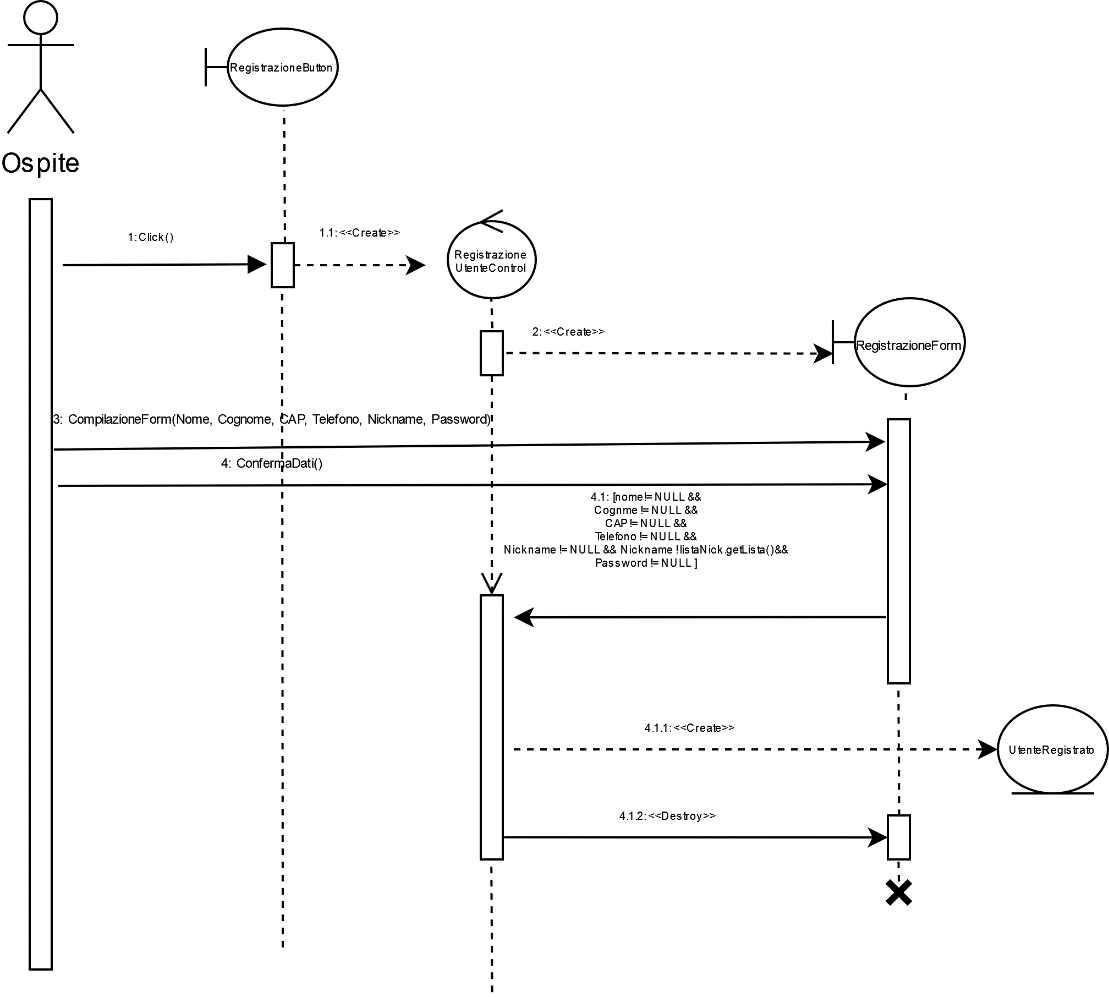 RegistrazioneButton
Ospite
1:Click()
1.1:<<Create>>
Registrazione
UtenteControl
2:<<Create>>
RegistrazioneForm
3: CompilazioneForm(Nome, Cognome, CAP, Telefono, Nickname, Password)
4: ConfermaDati()
4.1: [nome!=NULL &&
Cognme !=NULL &&
CAP !=NULL &&
Telefono !=NULL &&
Nickname !=NULL && Nickname !listaNick.getLista()&&
Password !=NULL ]
4.1.1:<<Create>>
UtenteRegistrato
4.1.2:<<Destroy>>